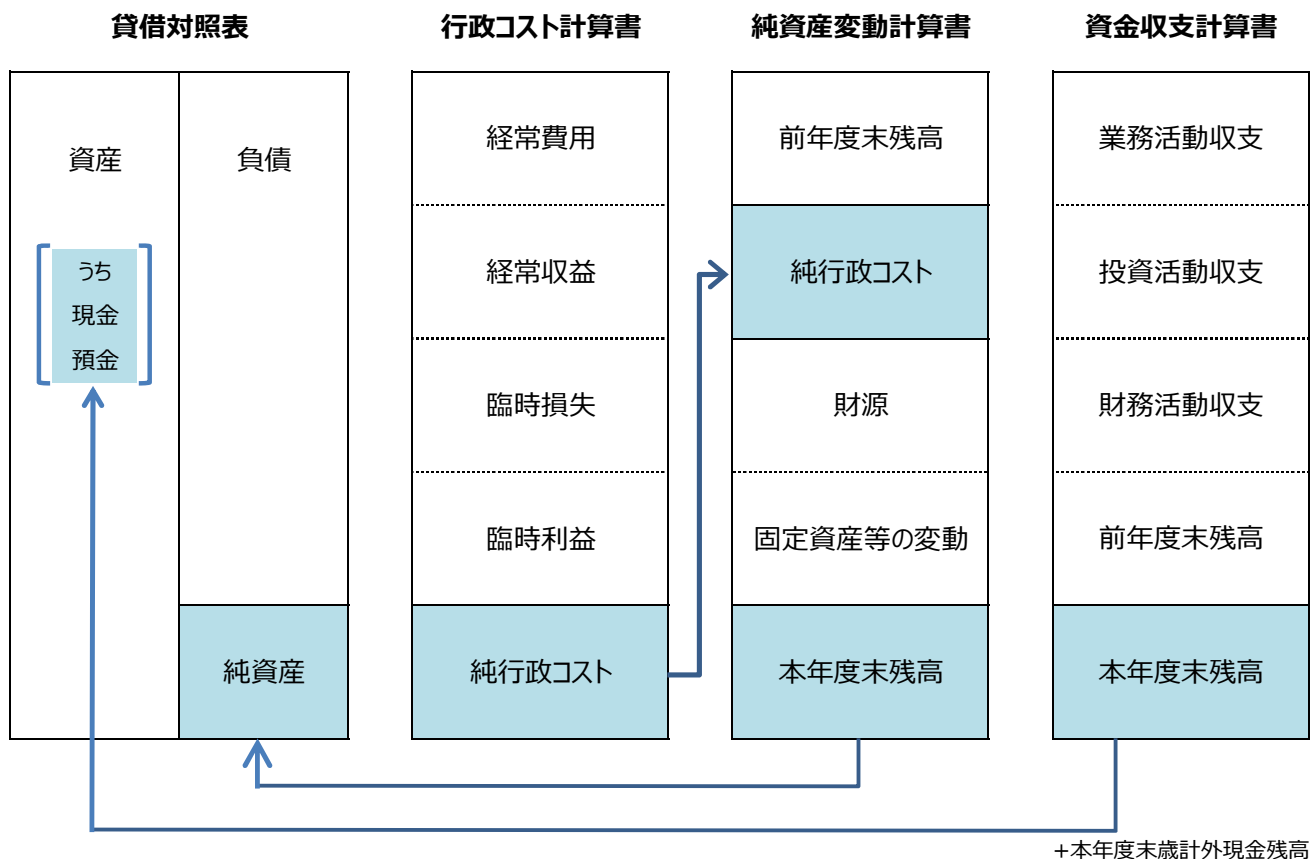 貸借対照表
行政コスト計算書
純資産変動計算書
資金収支計算書
資産
うち
現金
預金
負債
純資産
経常費用
経常収益
臨時損失
臨時利益
純行政コスト
前年度末残高
純行政コスト
財源
固定資産等の変動
本年度末残高
業務活動収支
投資活動収支
財務活動収支
前年度末残高
本年度末残高
+本年度末歳計外現金残高